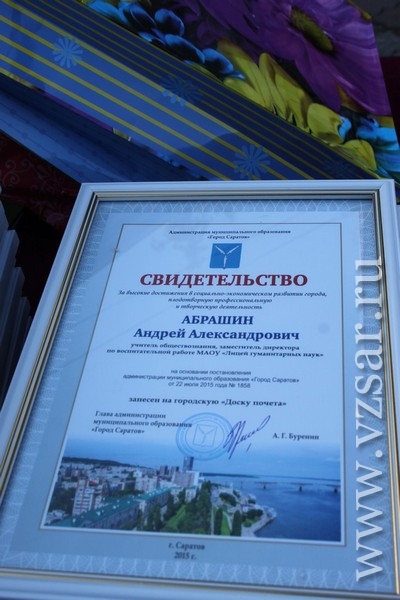 Администрация муниципального образования
«Город Саратов»
СВИДЕТЕЛЬСТВО
За высокие достижения в социально-экономическом развитии города,
плодотворную профессиональную
и творческую деятельность
АБРАШИН
Андрей Александрович
учитель обществознания, заместитель директора
по воспитательной работе МАОУ «Лицей гуманитарных наук»
на основании постановления
администрации муниципального образования «Город Саратов»
от 22 июля 2015 года № 1858
занесен на городскую «Доску почета»
Глава администрации
муниципального образования
«Город Саратов»
А. Г. Буренин
г. Саратов
2015 г.
www.vzsar.ru